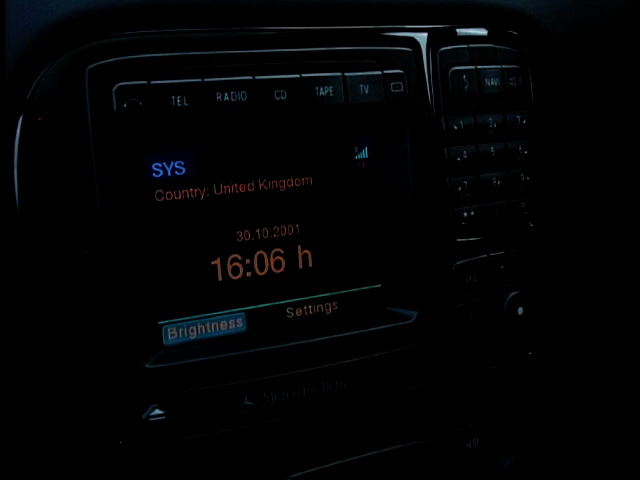 TEL RADIO CD TAPE TV
NAVI
SYS
Country: United Kingdom
30.10.2001
16:06 h
Brightness Settings
Mercedes-Benz